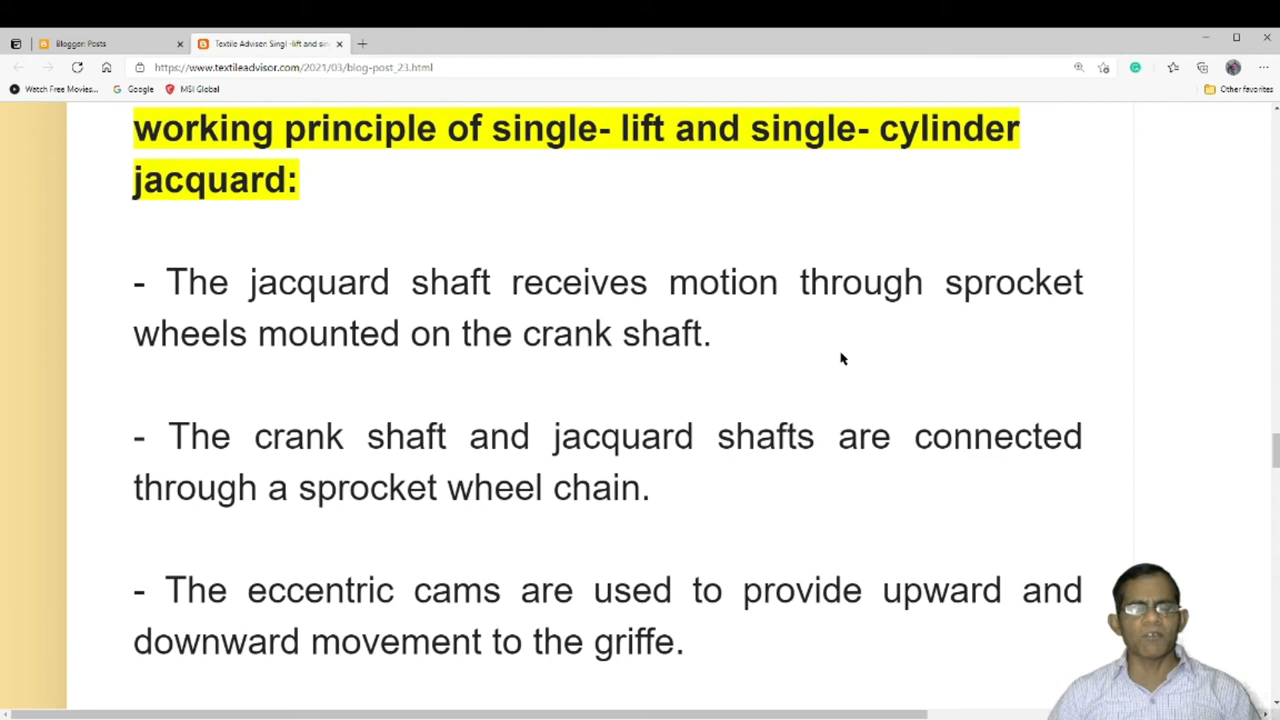 Blogger: Posts
Textile Adviser: Singl -lift and sin
https://www.textileadvisor.com/2021/03/blog-post_23.html
Watch Free Movies...
Google
MSI Global
Other favorites
working principle of single- lift and single- cylinder
jacquard:
- The jacquard shaft receives motion through sprocket
wheels mounted on the crank shaft.
- The crank shaft and jacquard shafts are connected
through a sprocket wheel chain.
- The eccentric cams are used to provide upward and
downward movement to the griffe.